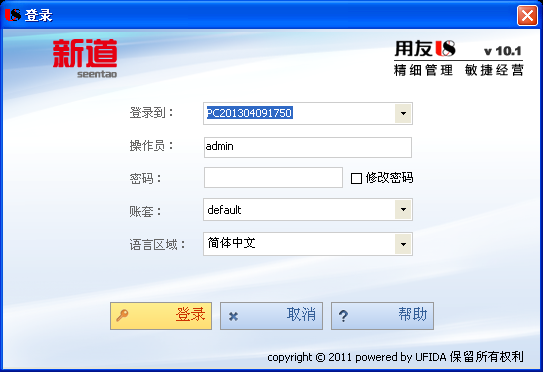 登录
新道
seentao
用友U8 v 10.1
精细管理 敏捷经营
登录到： PC201304091750
操作员： admin
密码： 修改密码
账套： default
语言区域： 简体中文
登录 取消 ? 帮助
copyright © 2011 powered by UFIDA 保留所有权利